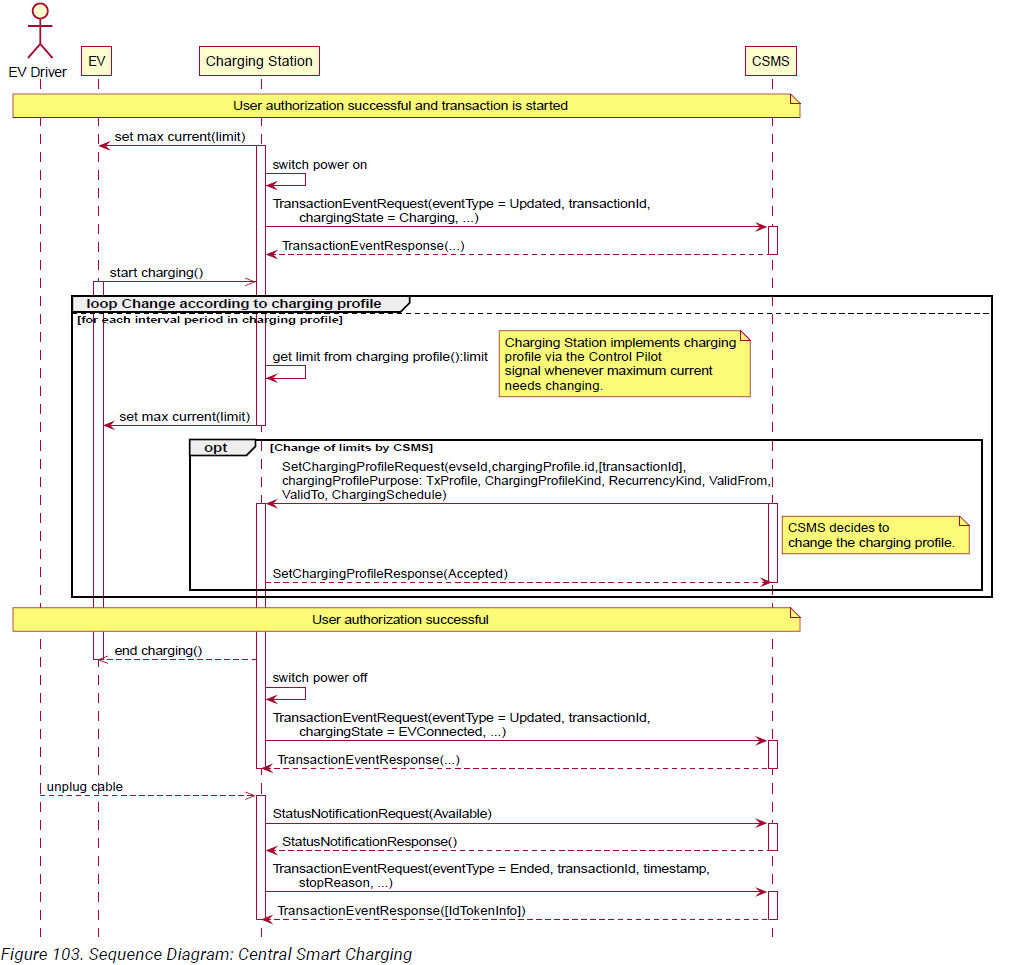 EV Driver
EV
Charging Station
CSMS
User authorization successful and transaction is started
set max current(limit)
switch power on
TransactionEventRequest(eventType = Updated, transactionId,
chargingState = Charging, ...)
TransactionEventResponse(...)
start charging()
loop Change according to charging profile
[for each interval period in charging profile]
get limit from charging profile():limit
Charging Station implements charging
profile via the Control Pilot
signal whenever maximum current
needs changing.
set max current(limit)
opt
[Change of limits by CSMS]
SetChargingProfileRequest(evseId,chargingProfile.id,[transactionId],
chargingProfilePurpose: TxProfile, ChargingProfileKind, RecurrencyKind, ValidFrom,
ValidTo, ChargingSchedule)
CSMS decides to
change the charging profile.
SetChargingProfileResponse(Accepted)
User authorization successful
end charging()
switch power off
TransactionEventRequest(eventType = Updated, transactionId,
chargingState = EVConnected, ...)
TransactionEventResponse(...)
unplug cable
StatusNotificationRequest(Available)
StatusNotificationResponse()
TransactionEventRequest(eventType = Ended, transactionId, timestamp,
stopReason, ...)
TransactionEventResponse([IdTokenInfo])
Figure 103. Sequence Diagram: Central Smart Charging